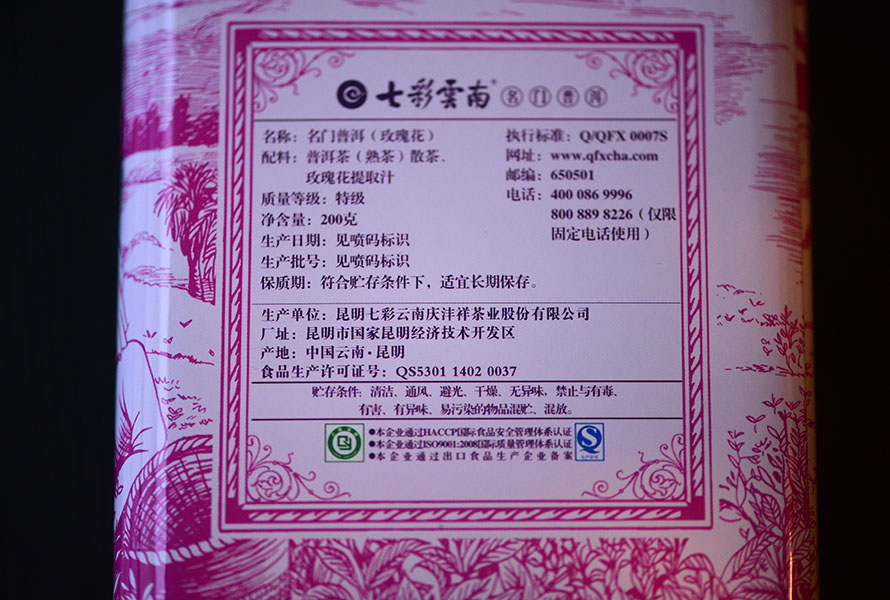 七彩雲南® 名门普洱
名称：名门普洱（玫瑰花）
配料：普洱茶（熟茶）散茶、
玫瑰花提取汁
质量等级：特级
净含量：200克
生产日期：见喷码标识
生产批号：见喷码标识
保质期：符合贮存条件下，适宜长期保存。
执行标准：Q/QFX 0007S
网址：www.qfxcha.com
邮编：650501
电话：400 086 9996
800 889 8226（仅限
固定电话使用）
生产单位：昆明七彩云南庆沣祥茶业股份有限公司
厂址：昆明市国家昆明经济技术开发区
产地：中国云南·昆明
食品生产许可证号：QS5301 1402 0037
贮存条件：清洁、通风、避光、干燥、无异味，禁止与有毒、
有害、有异味、易污染的物品混贮、混放。
●本企业通过HACCP国际食品安全管理体系认证
●本企业通过ISO9001:2008国际质量管理体系认证
●本企业通过出口食品生产企业备案